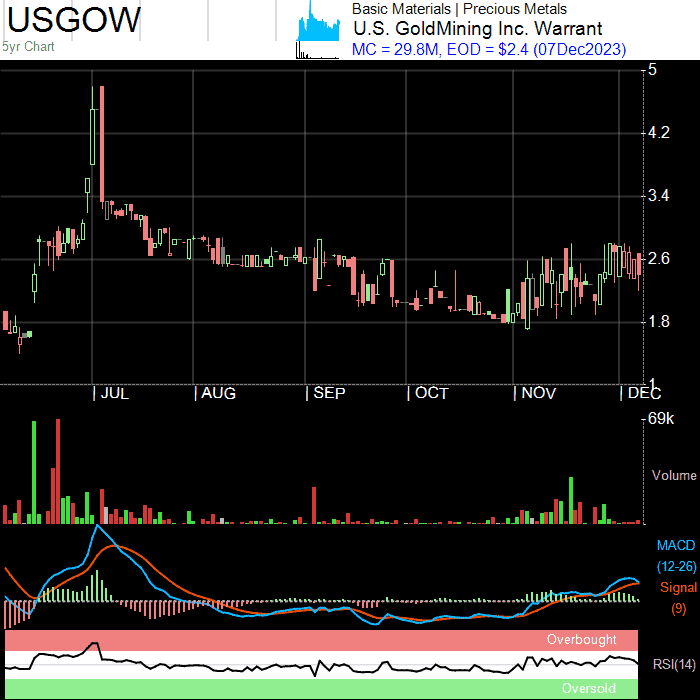 USGOW
5yr Chart
Basic Materials | Precious Metals
U.S. GoldMining Inc. Warrant
MC = 29.8M, EOD = $2.4 (07Dec2023)
5
4.2
3.4
2.6
1.8
1
| JUL | AUG | SEP | OCT | NOV | DEC
69k
Volume
MACD
(12-26)
Signal
(9)
Overbought
RSI(14)
Oversold